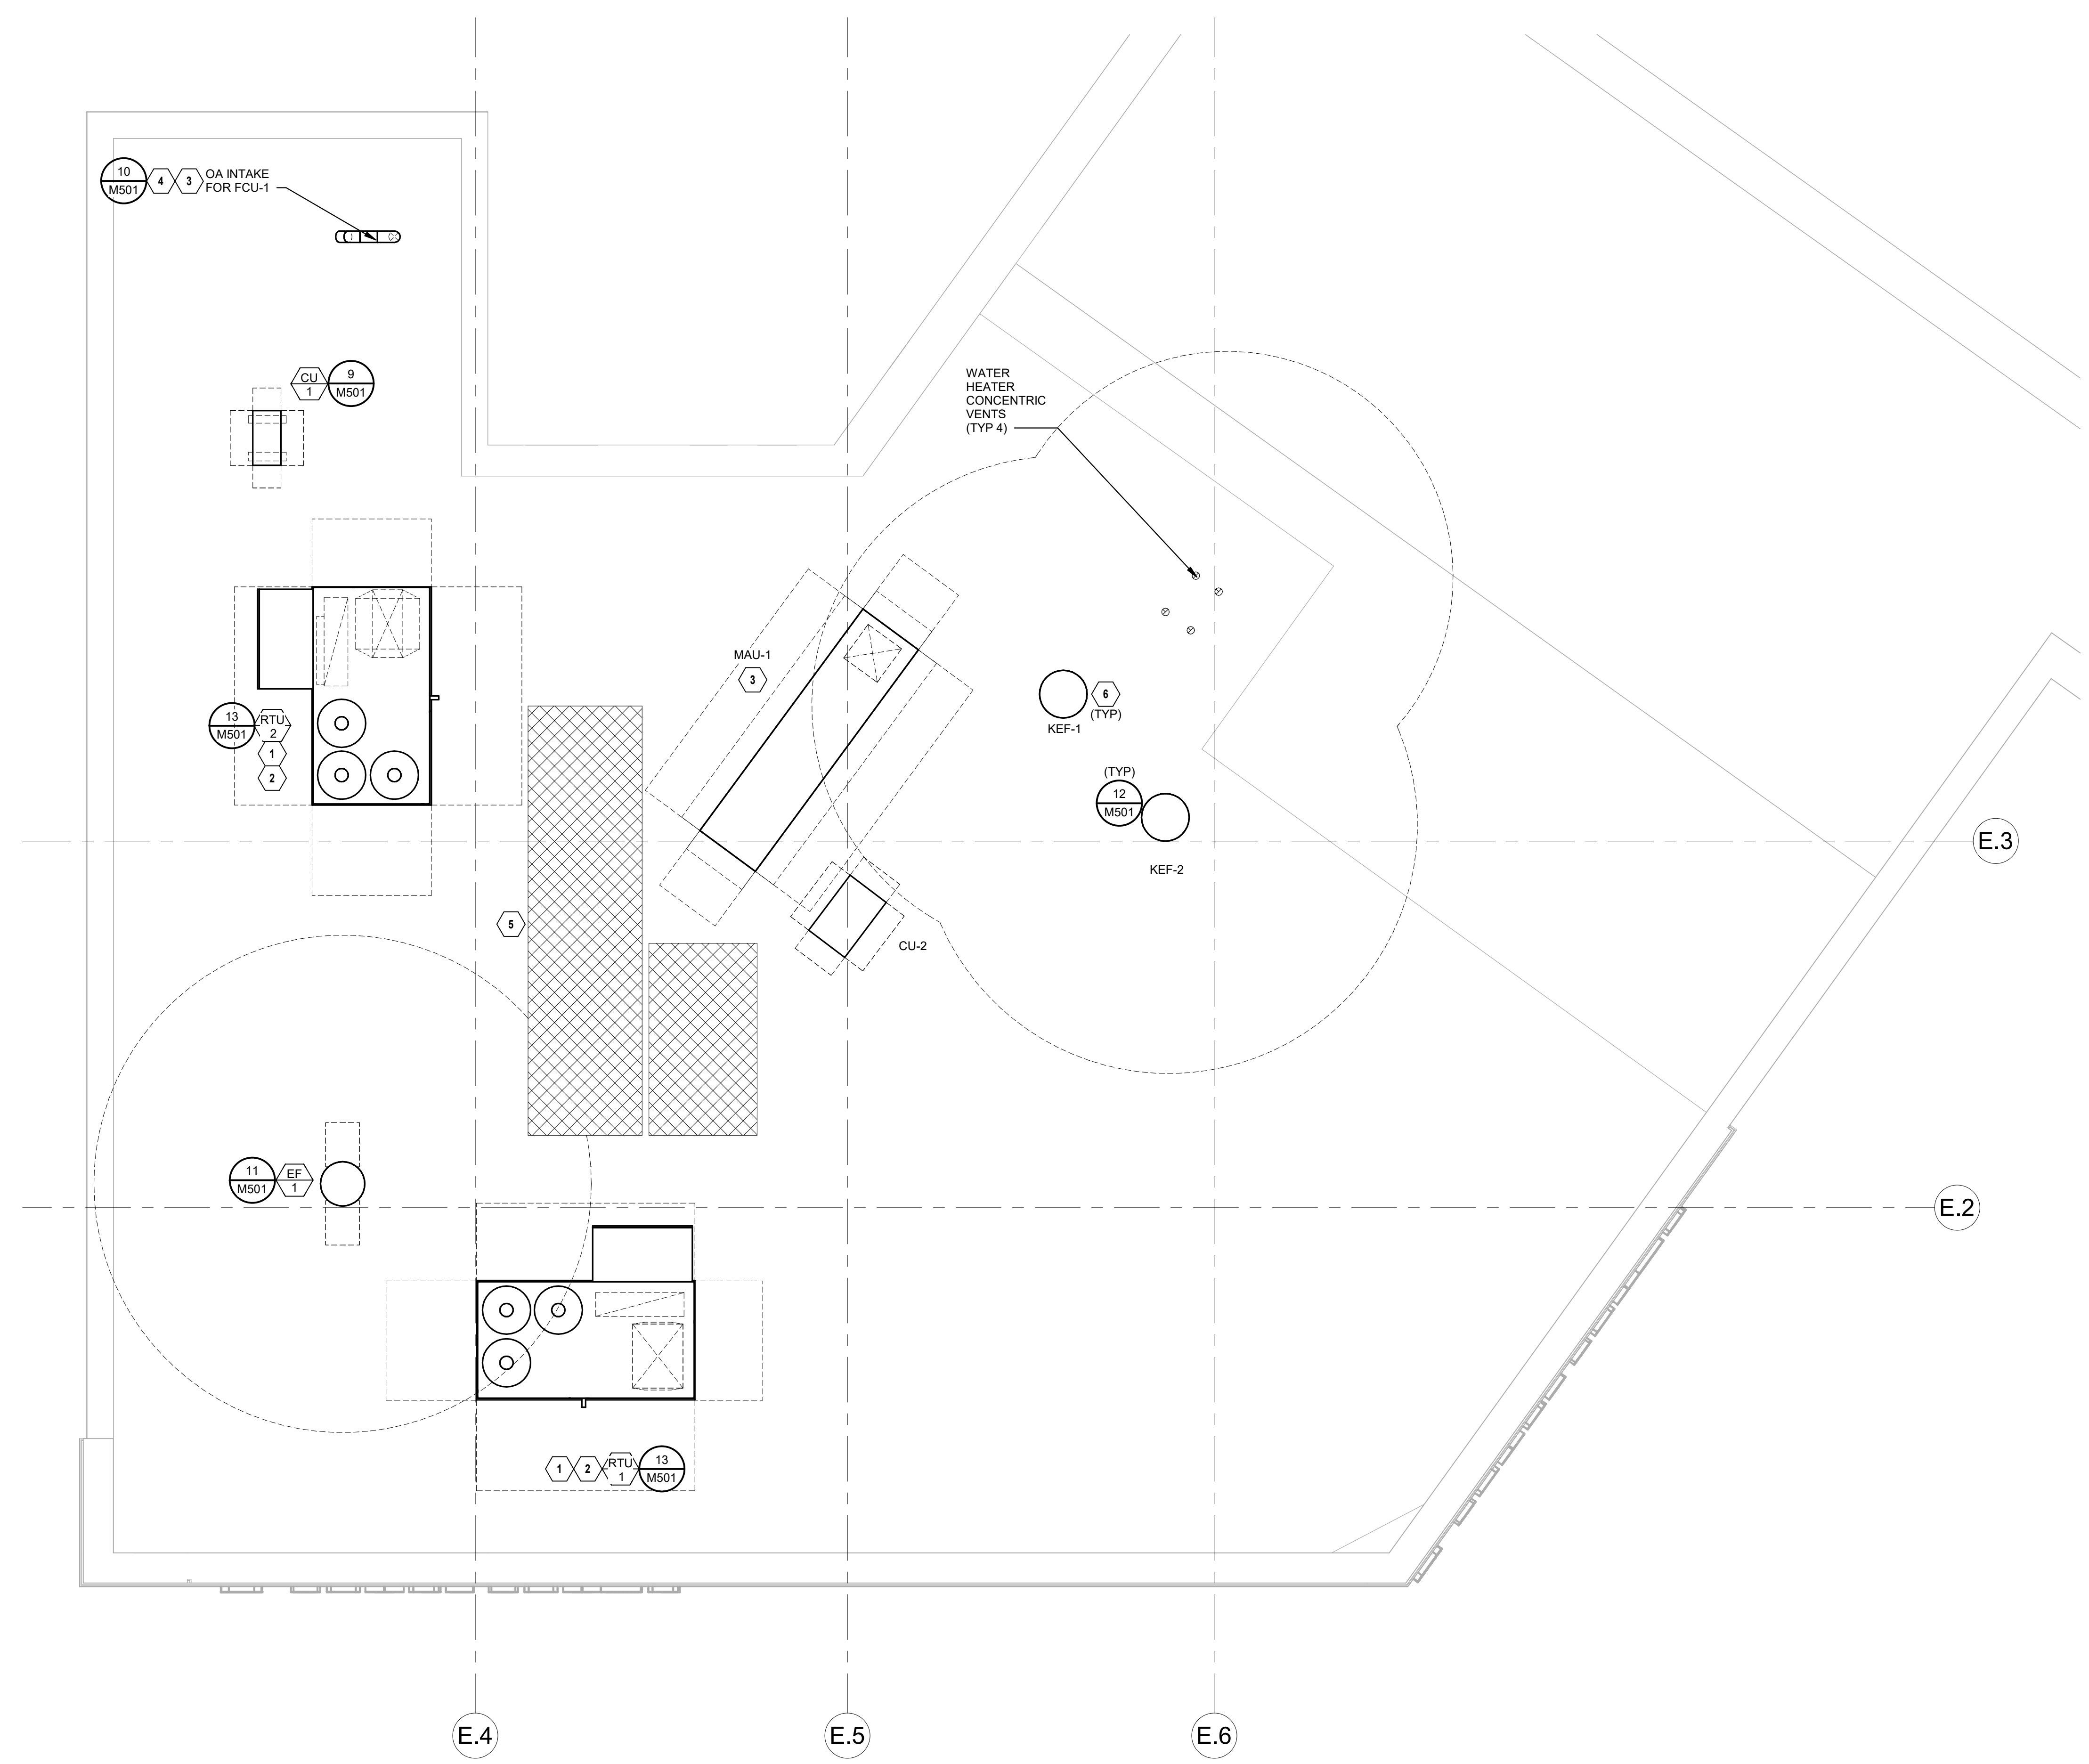 10
M501
4
3
OA INTAKE
FOR FCU-1
CU
1
9
M501
WATER
HEATER
CONCENTRIC
VENTS
(TYP 4)
MAU-1
3
6
(TYP)
KEF-1
13
M501
RTU
2
1
2
(TYP)
12
M501
KEF-2
E.3
5
CU-2
11
M501
EF
1
E.2
1
2
RTU
1
13
M501
E.4
E.5
E.6